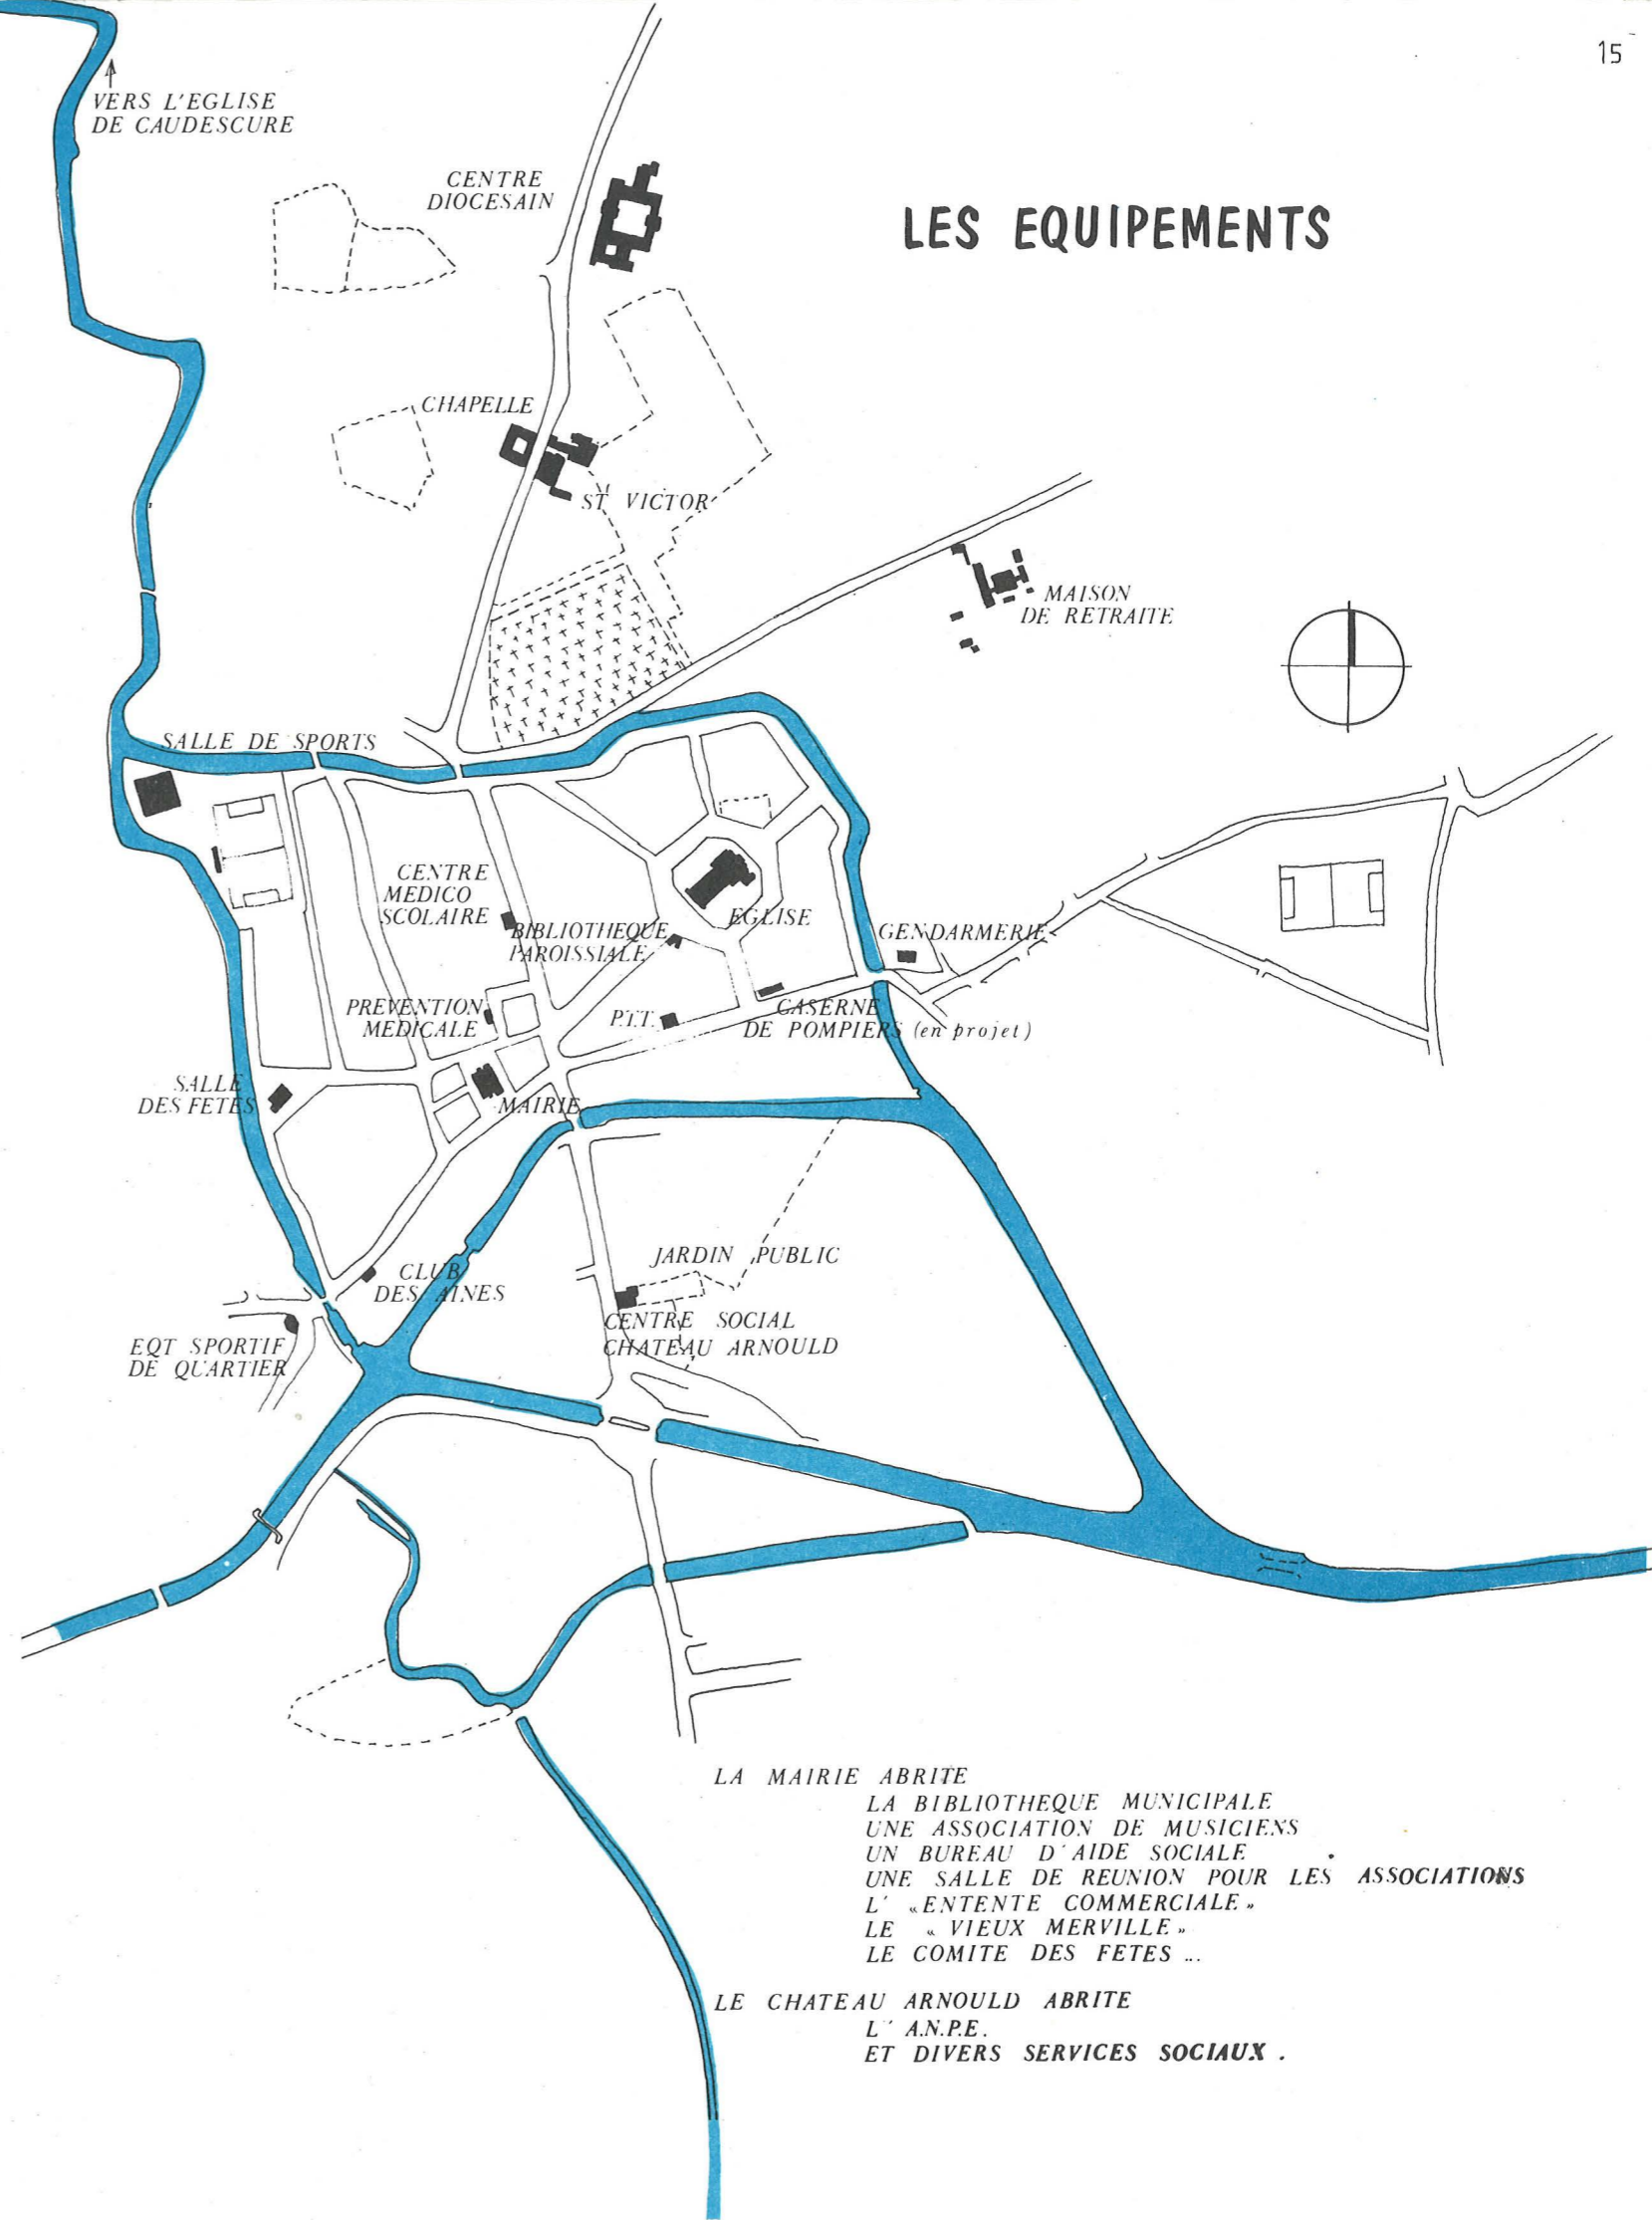 15
VERS L'EGLISE
DE CAUDESCURE
CENTRE
DIOCESAIN
LES EQUIPEMENTS
CHAPELLE
ST VICTOR
MAISON
DE RETRAITE
SALLE DE SPORTS
CENTRE
MEDICO
SCOLAIRE
BIBLIOTHEQUE
PAROISSIALE
EGLISE
GENDARMERIE
PREVENTION
MEDICALE
P.T.T.
CASERNE
DE POMPIERS (en projet)
SALLE
DES FETES
MAIRIE
JARDIN PUBLIC
CLUB
DES AINES
CENTRE SOCIAL
CHATEAU ARNOULD
EQT SPORTIF
DE QUARTIER
LA MAIRIE ABRITE
LA BIBLIOTHEQUE MUNICIPALE
UNE ASSOCIATION DE MUSICIENS
UN BUREAU D'AIDE SOCIALE
UNE SALLE DE REUNION POUR LES ASSOCIATIONS
L' «ENTENTE COMMERCIALE»
LE «VIEUX MERVILLE»
LE COMITE DES FETES ...
LE CHATEAU ARNOULD ABRITE
L' A.N.P.E.
ET DIVERS SERVICES SOCIAUX .